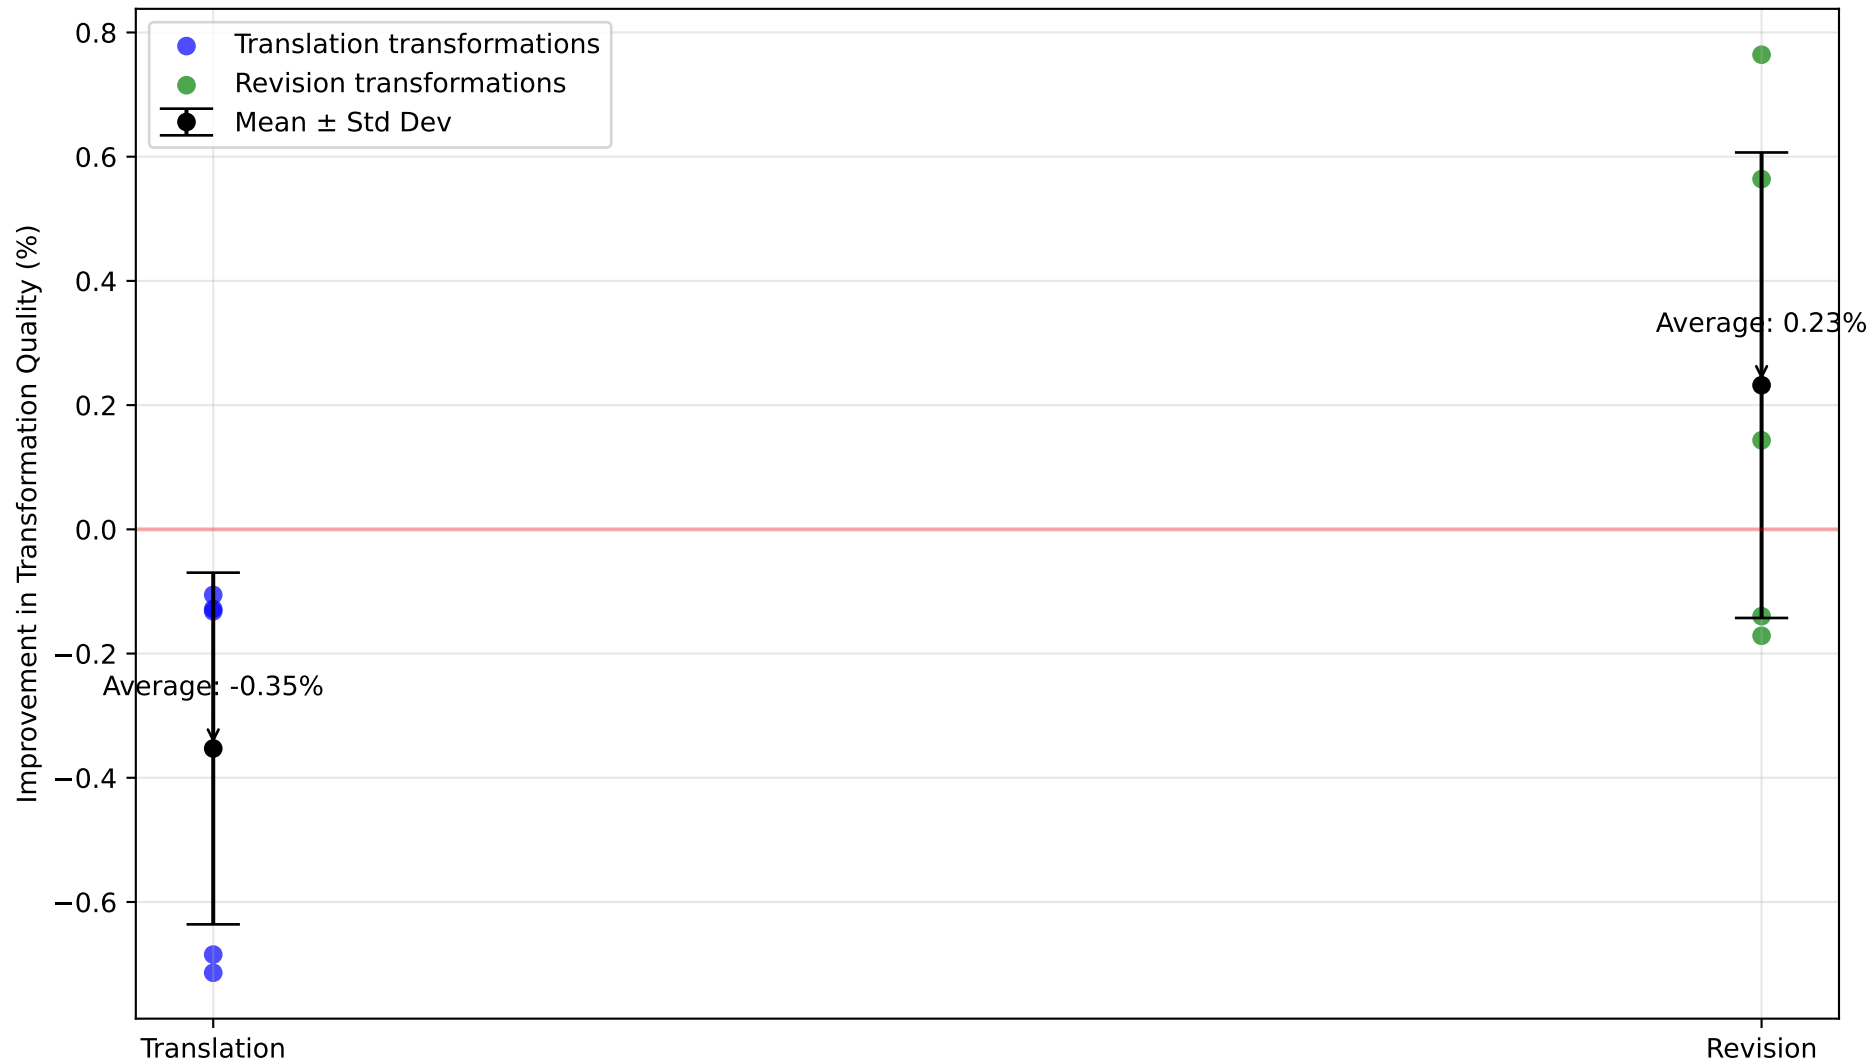 Improvement in Transformation Quality (%)
0.8
0.6
0.4
0.2
0.0
−0.2
−0.4
−0.6
Translation transformations
Revision transformations
Mean ± Std Dev
Average: 0.23%
Average: -0.35%
Translation
Revision